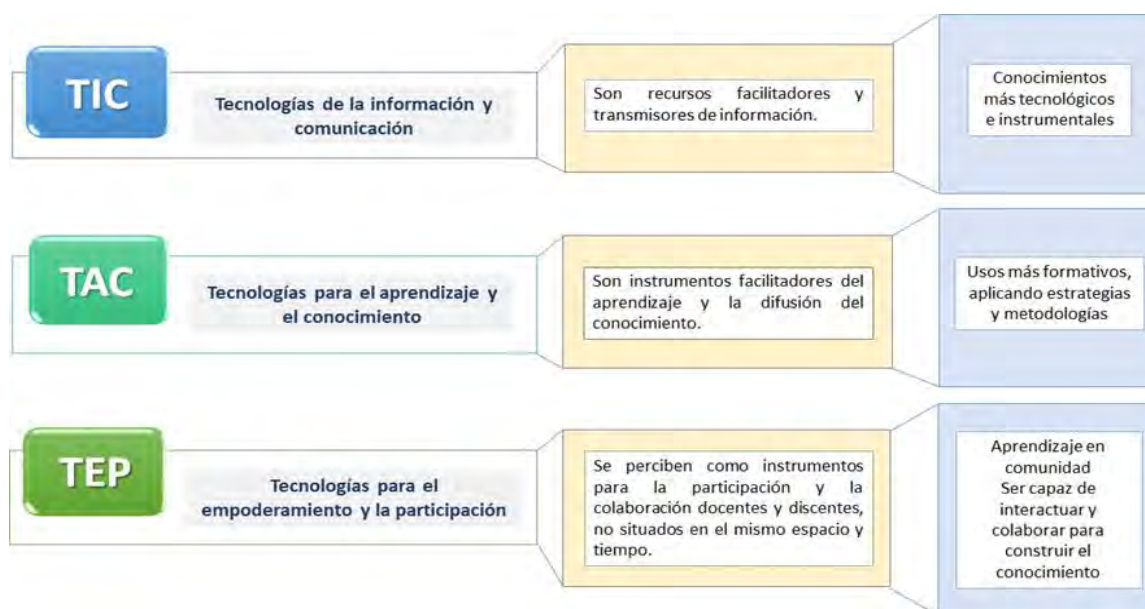 TIC
Tecnologías de la información y
comunicación
Son recursos facilitadores y
transmisores de información.
Conocimientos
más tecnológicos
e instrumentales
TAC
Tecnologías para el aprendizaje y
el conocimiento
Son instrumentos facilitadores del
aprendizaje y la difusión del
conocimiento.
Usos más formativos,
aplicando estrategias
y metodologías
TEP
Tecnologías para el
empoderamiento y la participación
Se perciben como instrumentos
para la participación y la
colaboración docentes y discentes,
no situados en el mismo espacio y
tiempo.
Aprendizaje en
comunidad
Ser capaz de
interactuar y
colaborar para
construir el
conocimiento